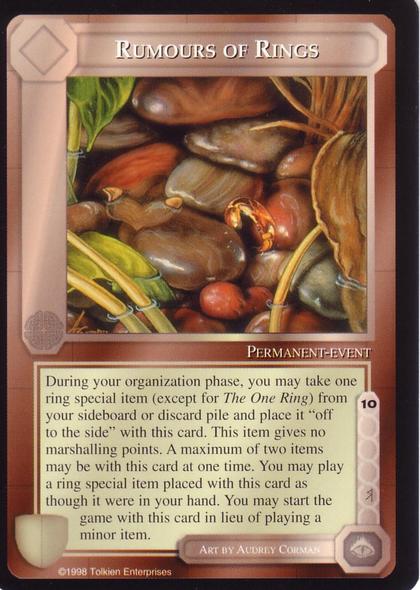 RUMOURS OF RINGS
PERMANENT-EVENT
During your organization phase, you may take one
ring special item (except for The One Ring) from
your sideboard or discard pile and place it “off
to the side” with this card. This item gives no
marshalling points. A maximum of two items
may be with this card at one time. You may play
a ring special item placed with this card as
though it were in your hand. You may start the
game with this card in lieu of playing a
minor item.
10
ART BY AUDREY CORMAN
©1998 Tolkien Enterprises